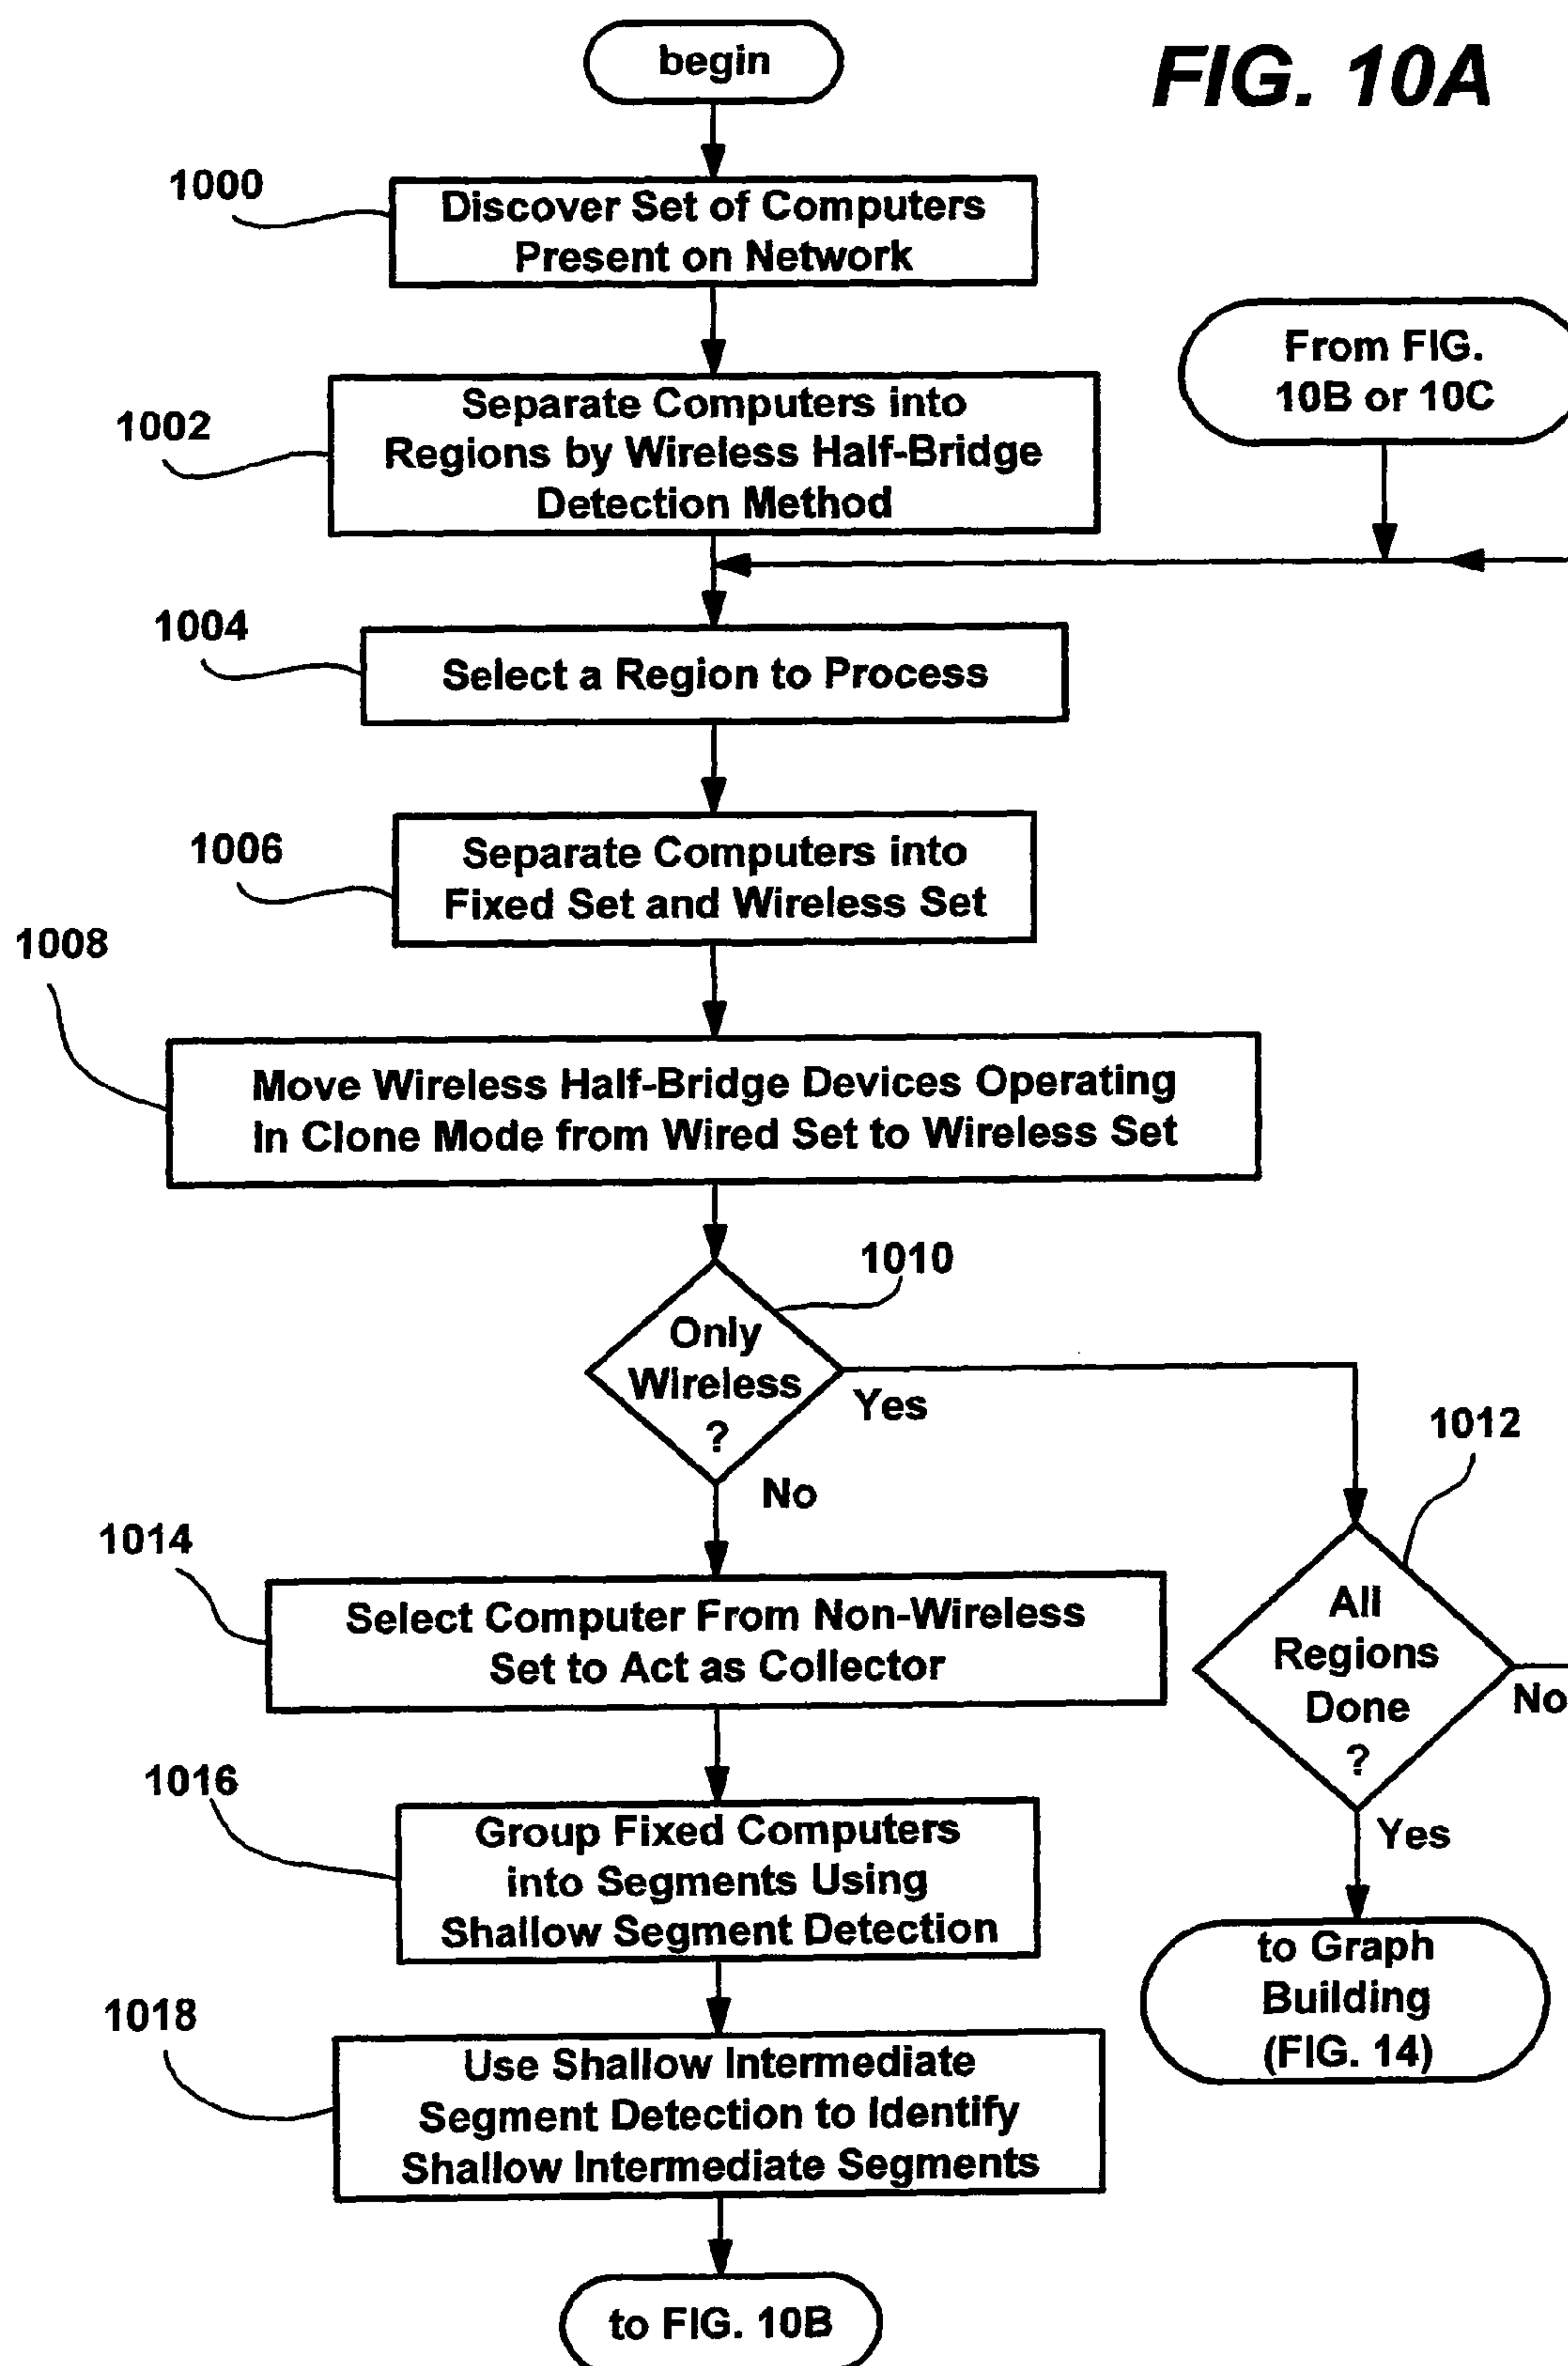 FIG. 10A
begin
1000
Discover Set of Computers
Present on Network
From FIG.
10B or 10C
1002
Separate Computers into
Regions by Wireless Half-Bridge
Detection Method
1004
Select a Region to Process
1006
Separate Computers into
Fixed Set and Wireless Set
1008
Move Wireless Half-Bridge Devices Operating
In Clone Mode from Wired Set to Wireless Set
1010
Only
Wireless
?
Yes
No
1012
All
Regions
Done
?
No
Yes
1014
Select Computer From Non-Wireless
Set to Act as Collector
1016
Group Fixed Computers
into Segments Using
Shallow Segment Detection
to Graph
Building
(FIG. 14)
1018
Use Shallow Intermediate
Segment Detection to Identify
Shallow Intermediate Segments
to FIG. 10B